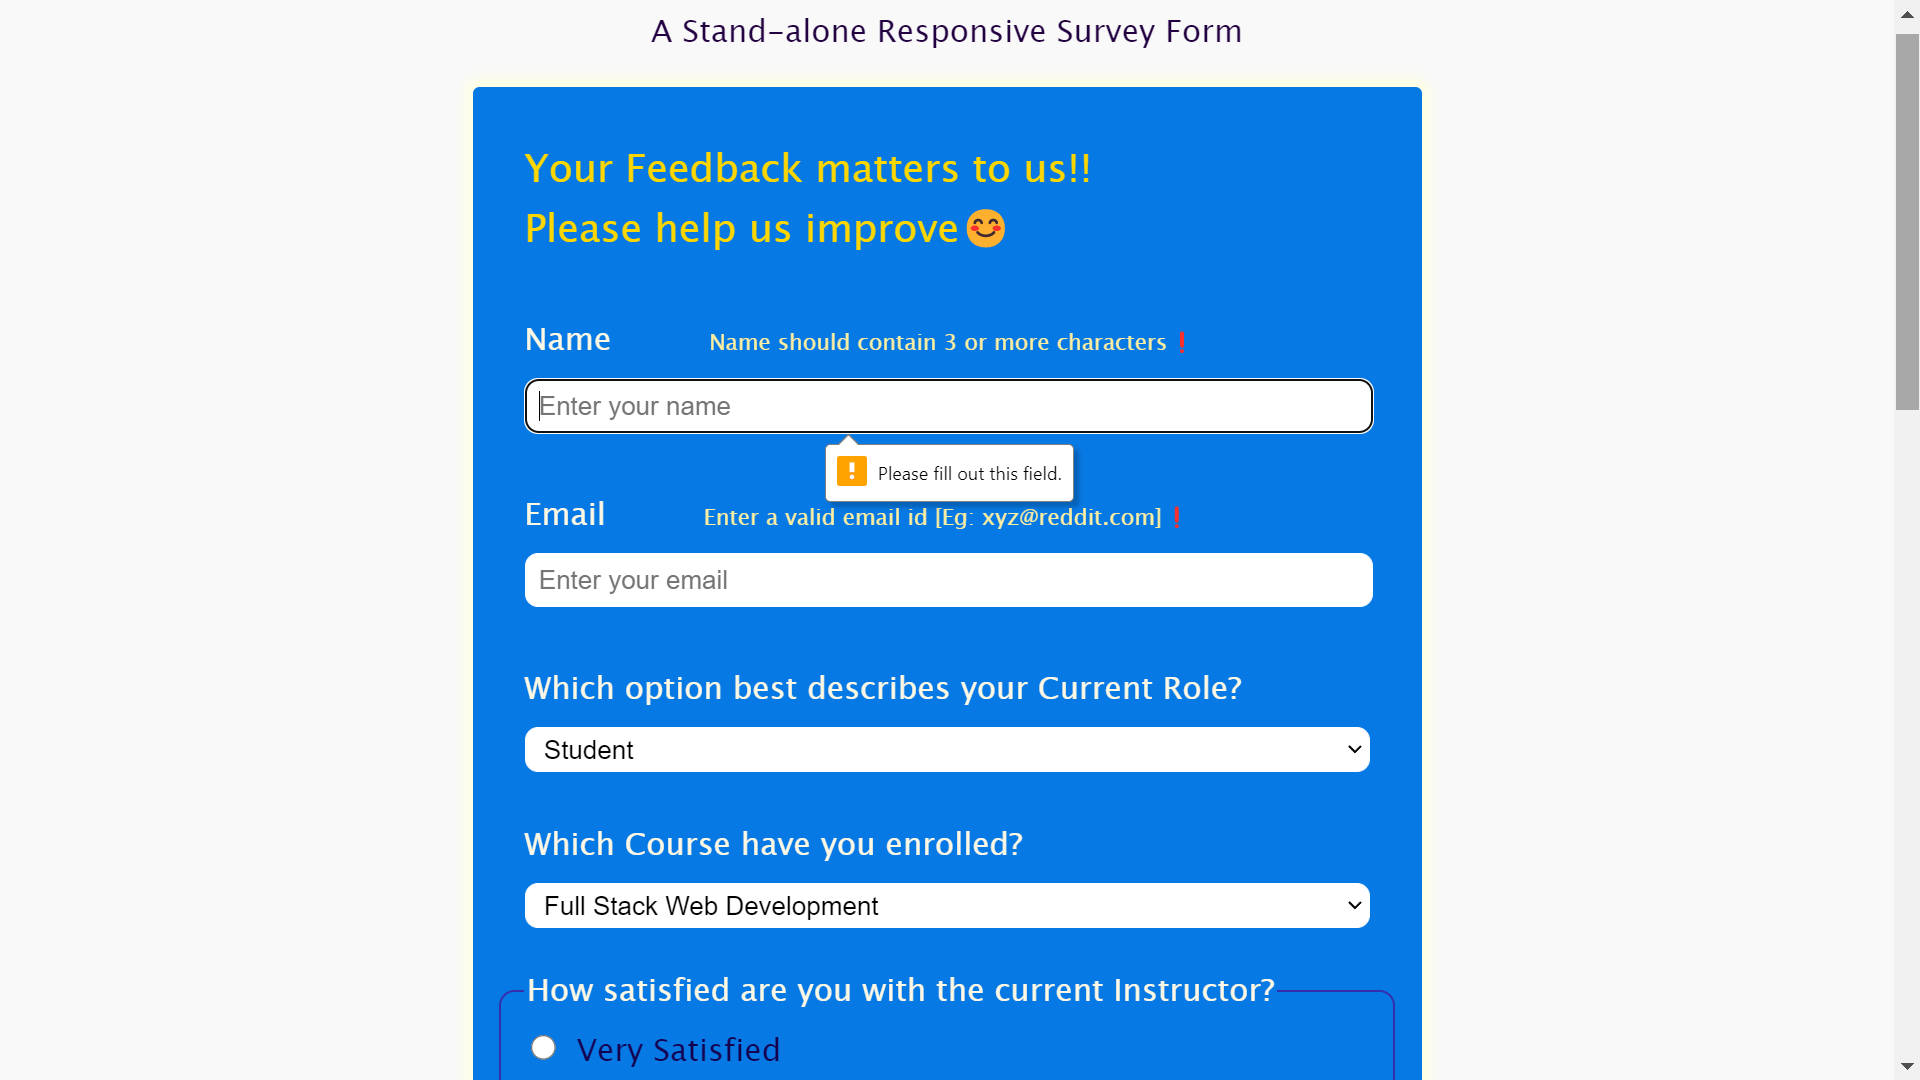 A Stand-alone Responsive Survey Form
Your Feedback matters to us!!
Please help us improve😊
Name Name should contain 3 or more characters ❗
Enter your name
Please fill out this field.
Email Enter a valid email id [Eg: xyz@reddit.com] ❗
Enter your email
Which option best describes your Current Role?
Student
Which Course have you enrolled?
Full Stack Web Development
How satisfied are you with the current Instructor?
Very Satisfied